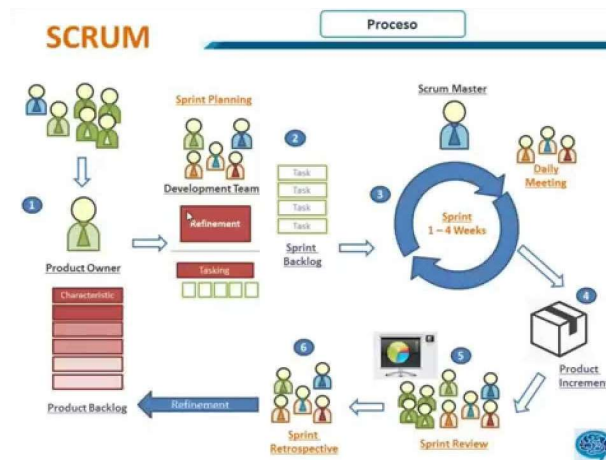 SCRUM
Proceso
Sprint Planning
Scrum Master
2
Task
Task
Task
Task
Sprint
Backlog
Development Team
Refinement
Tasking
1
Product Owner
Characteristic
Product Backlog
3
Sprint
1 – 4 Weeks
Daily
Meeting
4
Product
Increment
5
Sprint Review
6
Sprint
Retrospective
Refinement